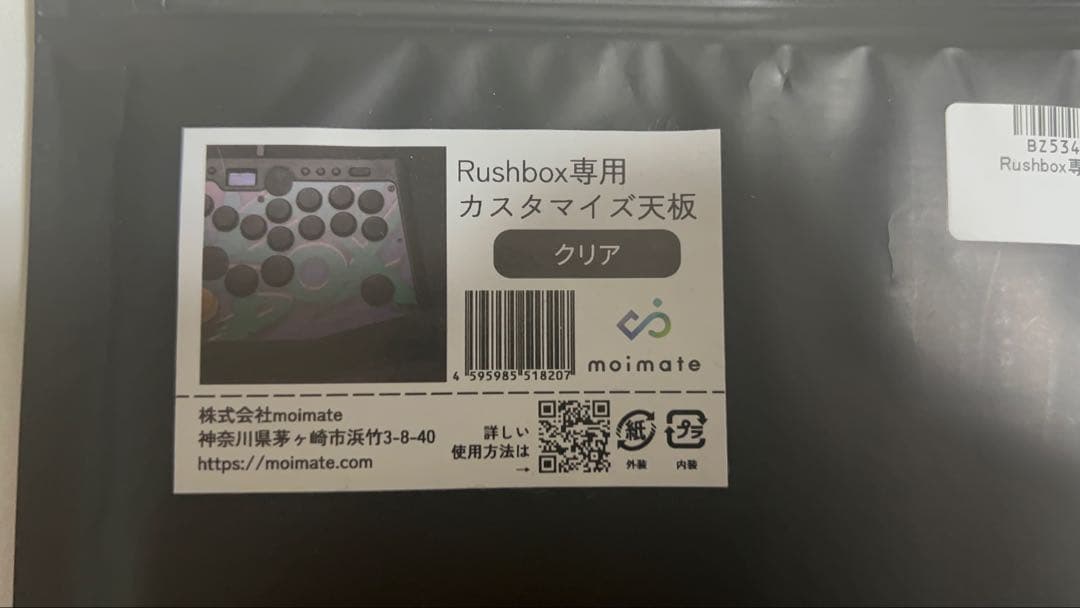 Rushbox専用
カスタマイズ天板
クリア
4 595985 518207
moimate
株式会社moimate
神奈川県茅ヶ崎市浜竹3-8-40
https://moimate.com
詳しい
使用方法は
→
紙
外装
プラ
内装
BZ534
Rushbox専